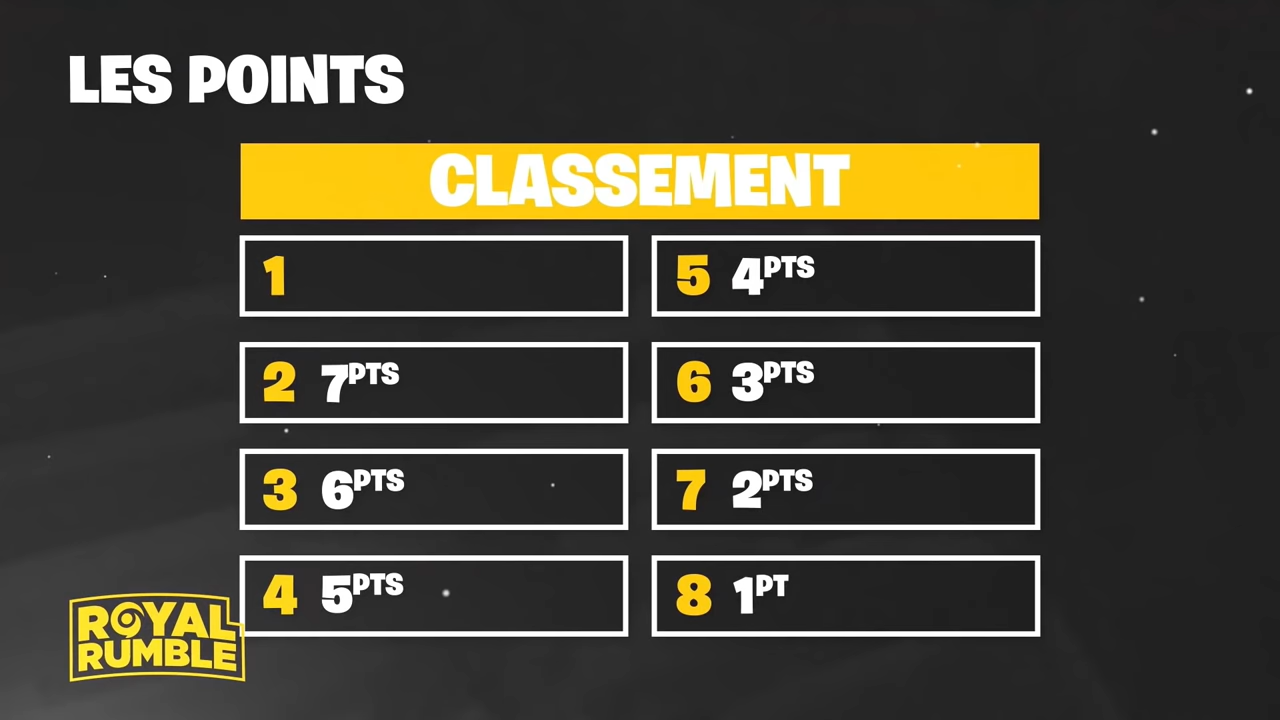 LES POINTS
CLASSEMENT
1
2 7PTS
3 6PTS
4 5PTS
5 4PTS
6 3PTS
7 2PTS
8 1PT
ROYAL
RUMBLE